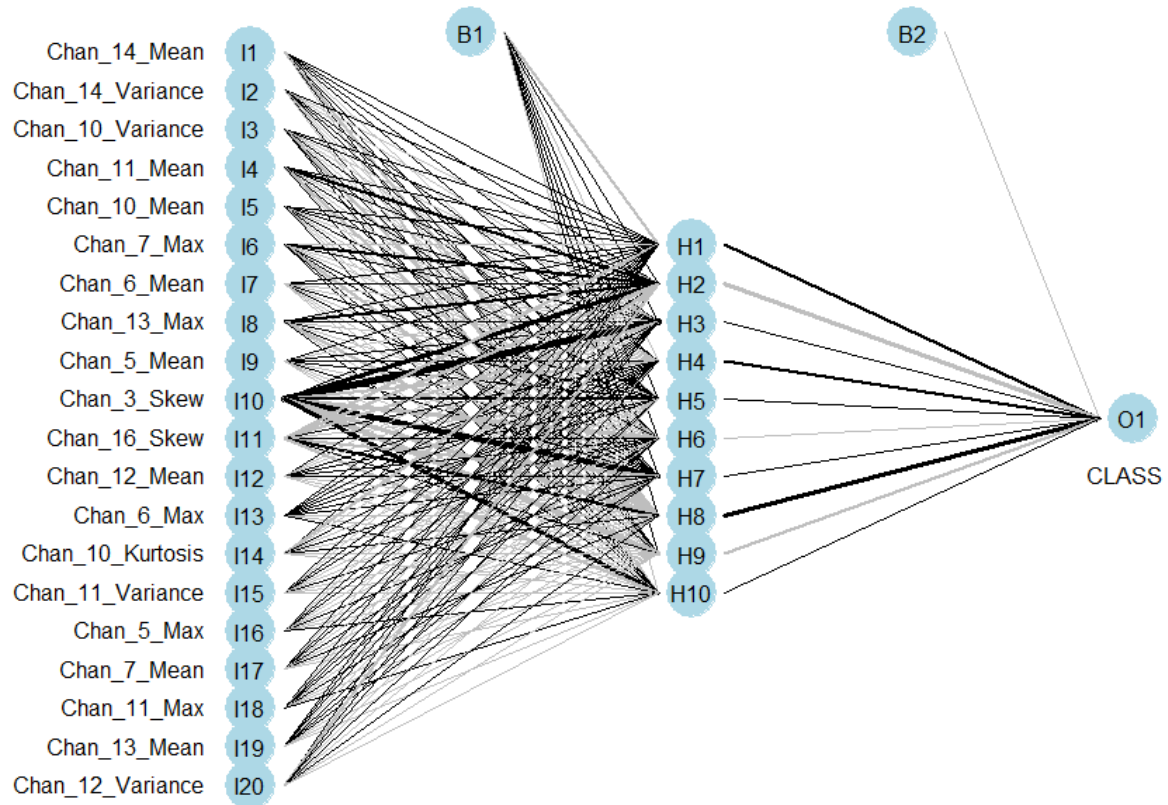 B1
B2
Chan_14_Mean I1
Chan_14_Variance I2
Chan_10_Variance I3
Chan_11_Mean I4
Chan_10_Mean I5
Chan_7_Max I6 H1
Chan_6_Mean I7 H2
Chan_13_Max I8 H3
Chan_5_Mean I9 H4
Chan_3_Skew I10 H5
O1
Chan_16_Skew I11 H6
Chan_12_Mean I12 H7
CLASS
Chan_6_Max I13 H8
Chan_10_Kurtosis I14 H9
Chan_11_Variance I15 H10
Chan_5_Max I16
Chan_7_Mean I17
Chan_11_Max I18
Chan_13_Mean I19
Chan_12_Variance I20